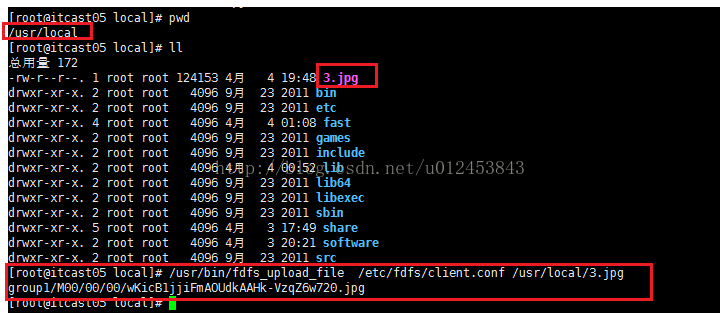 [root@itcast05 local]# pwd
/usr/local
[root@itcast05 local]# ll
总用量 172
-rw-r--r--. 1 root root 124153 4月 4 19:48 3.jpg
drwxr-xr-x. 2 root root 4096 9月 23 2011 bin
drwxr-xr-x. 2 root root 4096 9月 23 2011 etc
drwxr-xr-x. 4 root root 4096 4月 4 01:08 fast
drwxr-xr-x. 2 root root 4096 9月 23 2011 games
drwxr-xr-x. 2 root root 4096 9月 23 2011 include
drwxr-xr-x. 2 root root 4096 4月 4 00:52 lib
drwxr-xr-x. 2 root root 4096 9月 23 2011 lib64
drwxr-xr-x. 2 root root 4096 9月 23 2011 libexec
drwxr-xr-x. 2 root root 4096 9月 23 2011 sbin
drwxr-xr-x. 5 root root 4096 4月 3 17:49 share
drwxr-xr-x. 2 root root 4096 4月 3 20:21 software
drwxr-xr-x. 2 root root 4096 9月 23 2011 src
[root@itcast05 local]# /usr/bin/fdfs_upload_file /etc/fdfs/client.conf /usr/local/3.jpg
group1/M00/00/00/wKicB1jjiFmAOUdkAAHk-VzqZ6w720.jpg
[root@itcast05 local]#
http://blog.csdn.net/u012453843